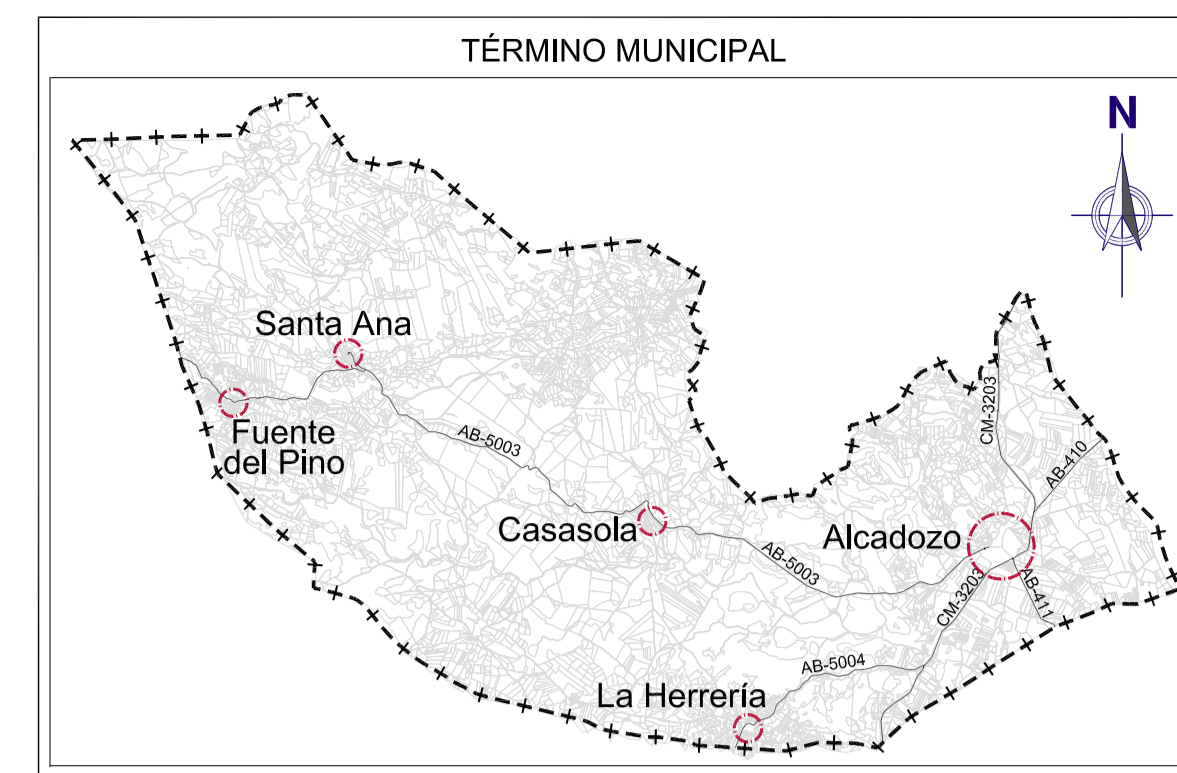 TÉRMINO MUNICIPAL
N
Santa Ana
Fuente
del Pino
AB-5003
CM-3203
AB-410
Casasola
Alcadozo
AB-5003
CM-3203
AB-411
AB-5004
La Herrería